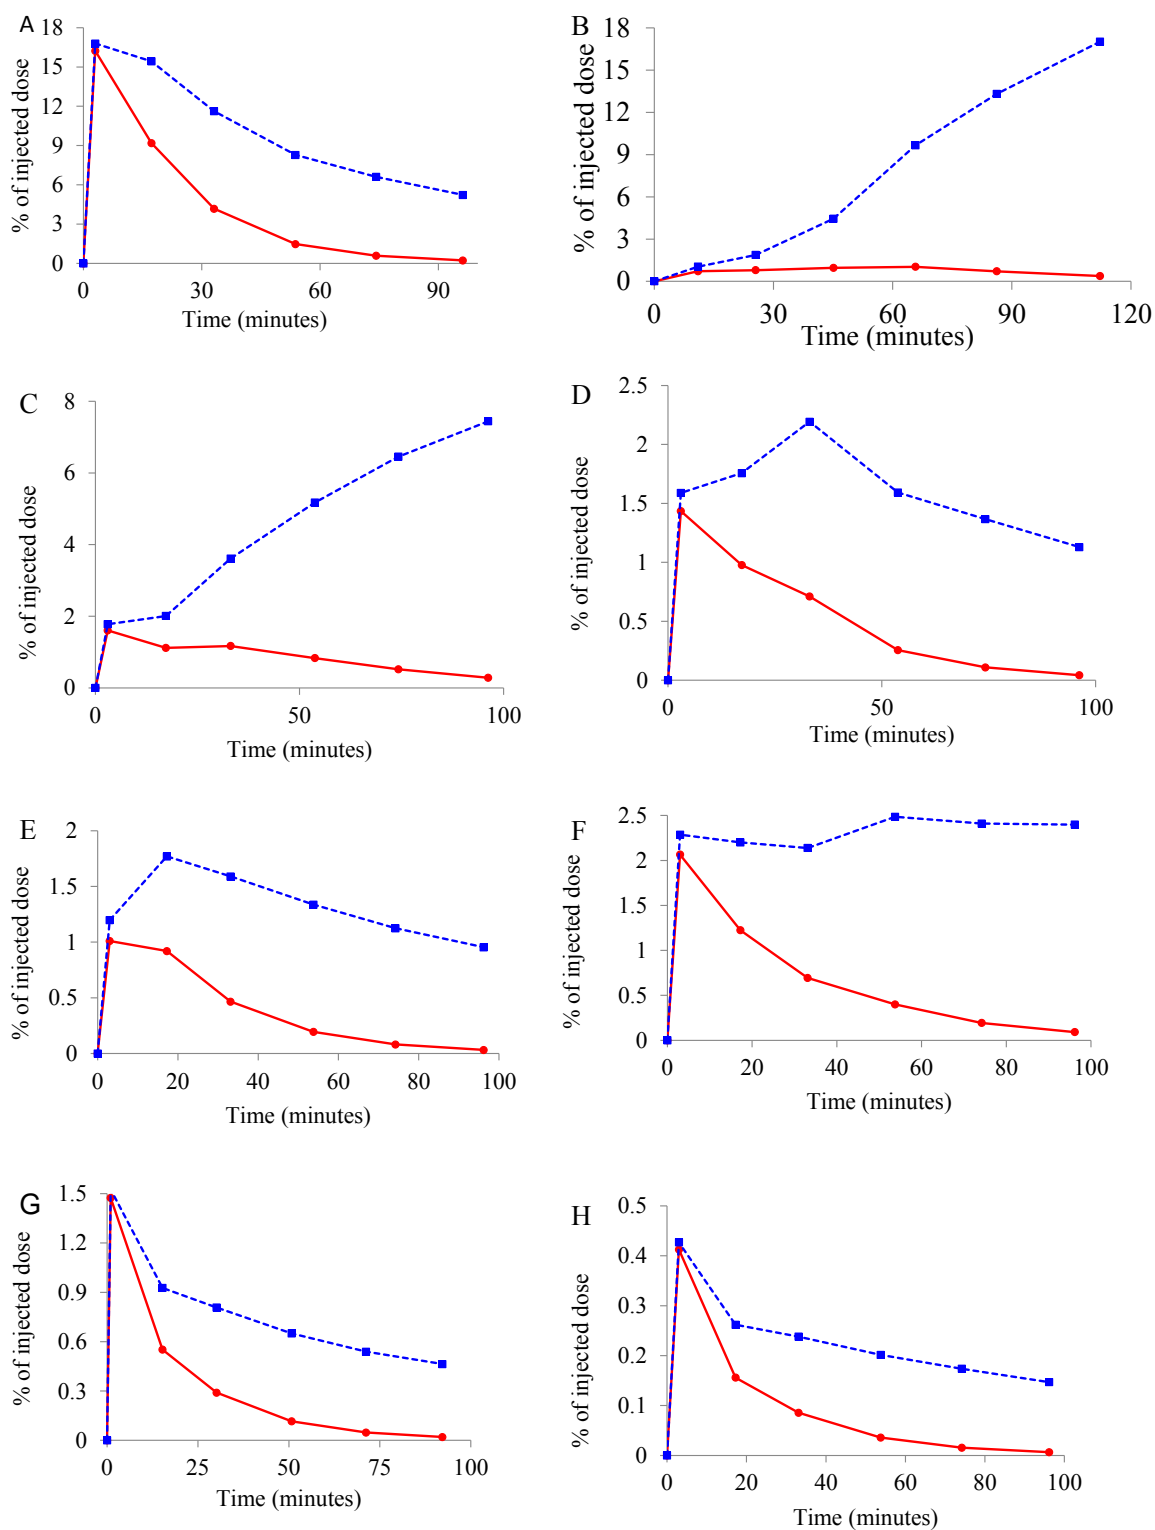 A
18
15
12
9
6
3
0
% of injected dose
0 30 60 90
Time (minutes)
B
18
15
12
9
6
3
0
% of injected dose
0 30 60 90 120
Time (minutes)
C
8
6
4
2
0
% of injected dose
0 50 100
Time (minutes)
D
2.5
2
1.5
1
0.5
0
% of injected dose
0 50 100
Time (minutes)
E
2
1.5
1
0.5
0
% of injected dose
0 20 40 60 80 100
Time (minutes)
F
2.5
2
1.5
1
0.5
0
% of injected dose
0 20 40 60 80 100
Time (minutes)
G
1.5
1.2
0.9
0.6
0.3
0
% of injected dose
0 25 50 75 100
Time (minutes)
H
0.5
0.4
0.3
0.2
0.1
0
% of injected dose
0 20 40 60 80 100
Time (minutes)